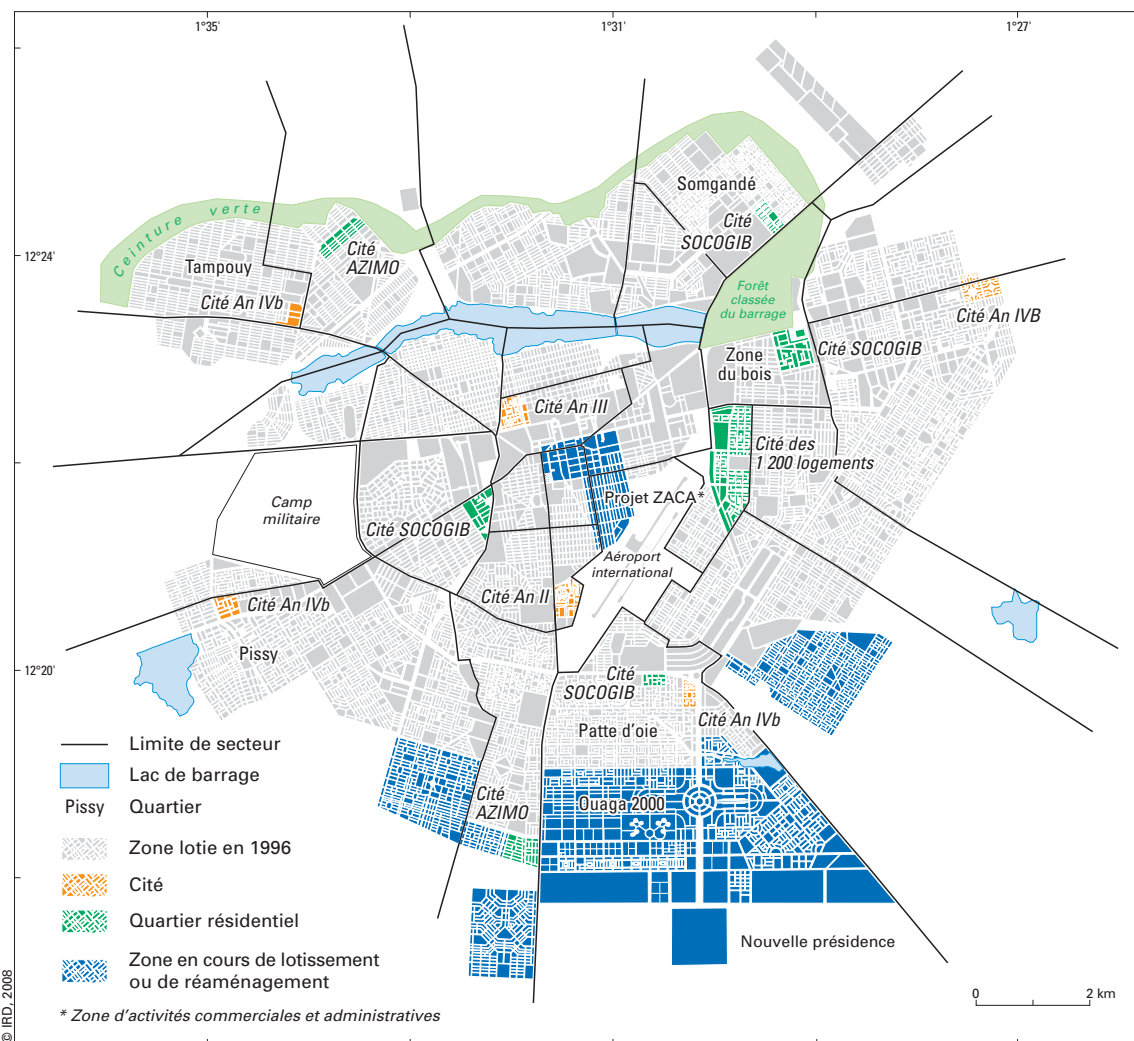 1°35'
1°31'
1°27'
12°24'
12°20'
Ceinture verte
Tampouy
Cité
AZIMO
Cité An IVb
Somgandé
Cité
SOCOGIB
Forêt
classée
du barrage
Cité An IVB
Zone
du bois
Cité SOCOGIB
Cité An III
Cité des
1 200 logements
Camp
militaire
Cité SOCOGIB
Projet ZACA*
Aéroport
international
Cité An II
Cité An IVb
Pissy
Cité
SOCOGIB
Cité An IVb
Patte d'oie
Cité
AZIMO
Ouaga 2000
Nouvelle présidence
Limite de secteur
Lac de barrage
Pissy Quartier
Zone lotie en 1996
Cité
Quartier résidentiel
Zone en cours de lotissement
ou de réaménagement
* Zone d'activités commerciales et administratives
0 2 km
© IRD, 2008